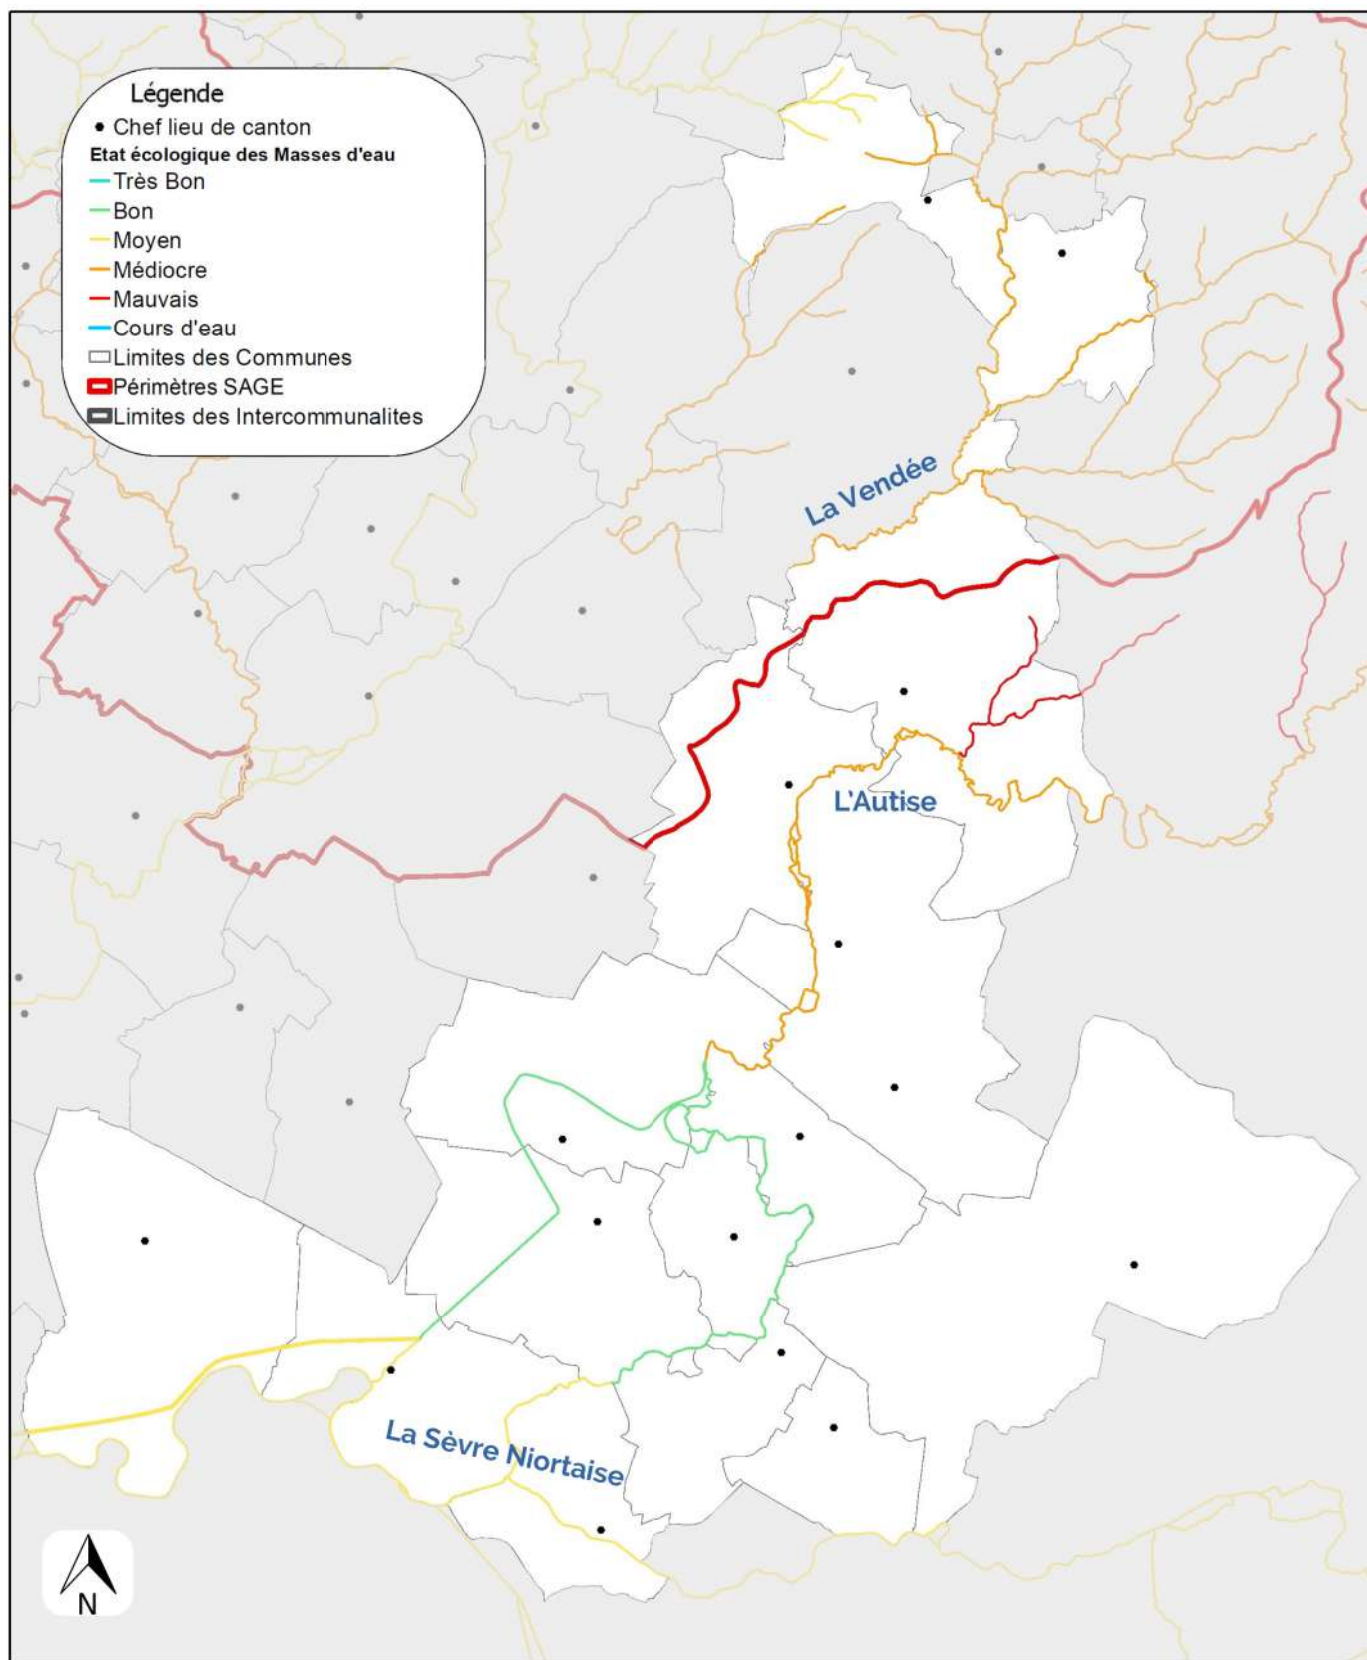 Légende
Chef lieu de canton
Etat écologique des Masses d'eau
Très Bon
Bon
Moyen
Médiocre
Mauvais
Cours d'eau
Limites des Communes
Périmètres SAGE
Limites des Intercommunalites
La Vendée
L'Autise
La Sèvre Niortaise
N